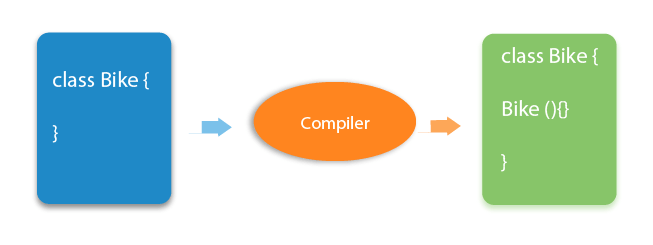 class Bike {
}
Compiler
class Bike {
Bike (){}
}